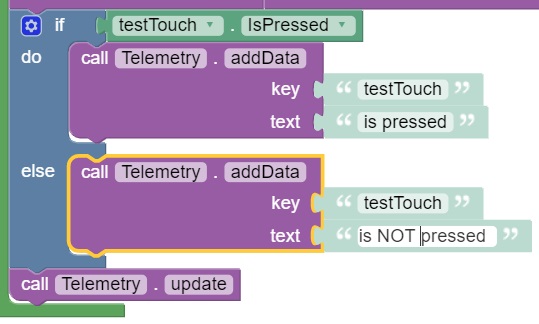 if testTouch . IsPressed
do call Telemetry . addData
key “ testTouch ”
text “ is pressed ”
else call Telemetry . addData
key “ testTouch ”
text “ is NOT pressed ”
call Telemetry . update